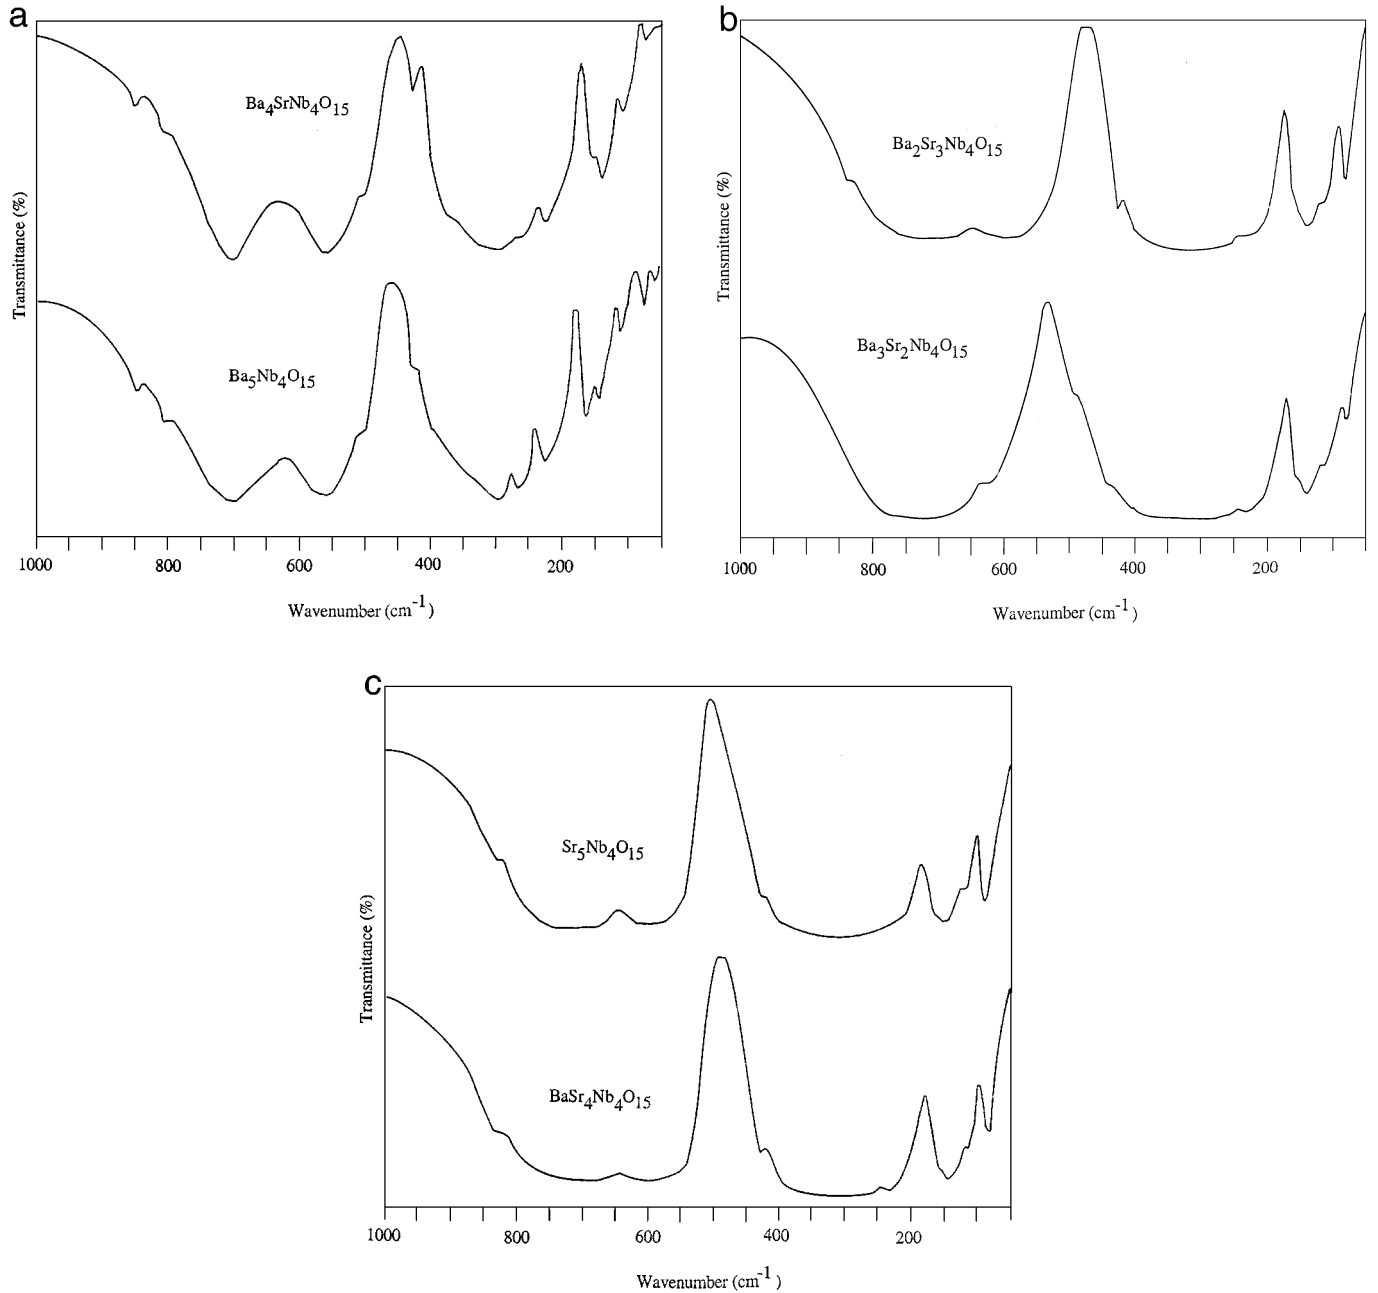 a
Ba4SrNb4O15
Ba5Nb4O15
Transmittance (%)
1000 800 600 400 200
Wavenumber (cm-1)
b
Ba2Sr3Nb4O15
Ba3Sr2Nb4O15
Transmittance (%)
1000 800 600 400 200
Wavenumber (cm-1)
c
Sr5Nb4O15
BaSr4Nb4O15
Transmittance (%)
1000 800 600 400 200
Wavenumber (cm-1)